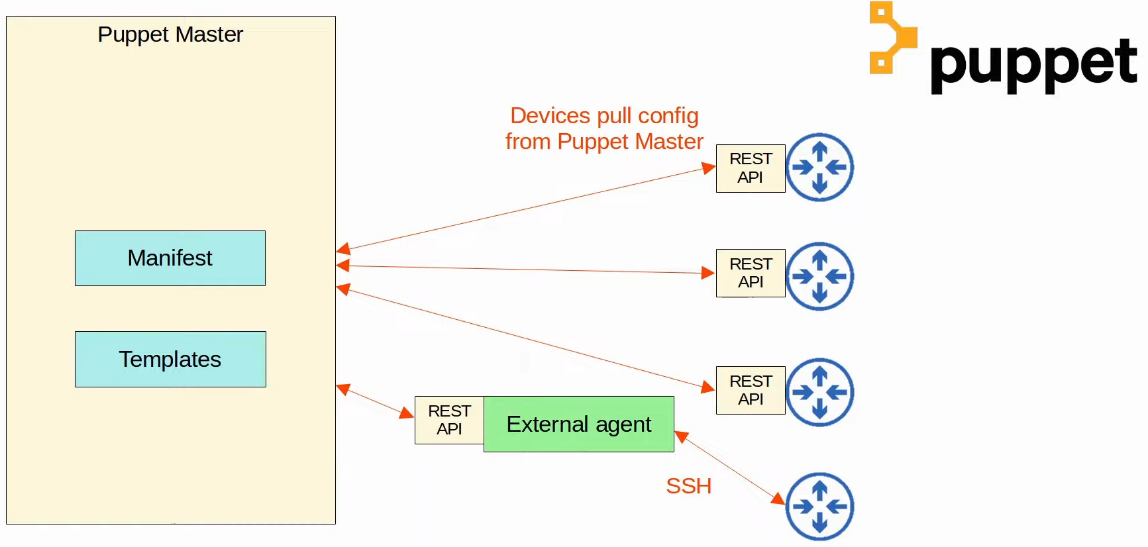 Puppet Master
puppet
Devices pull config
from Puppet Master
REST
API
Manifest
REST
API
Templates
REST
API
REST
API
External agent
SSH